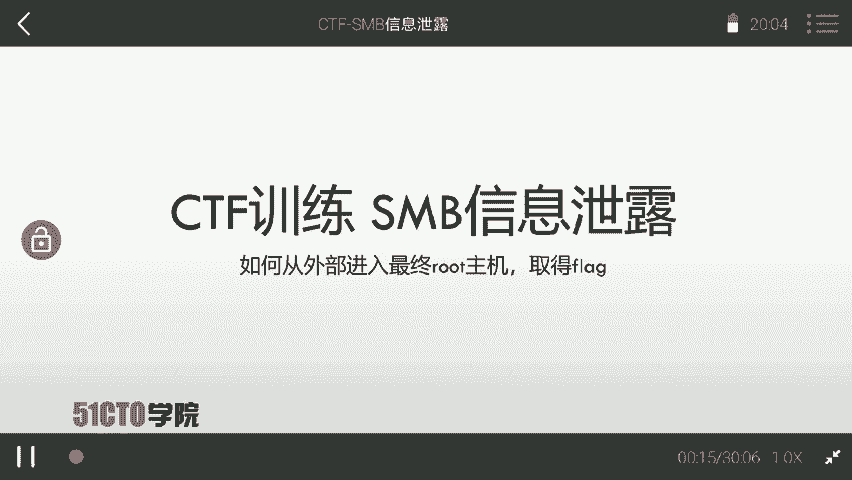 CTF-SMB信息泄露
20:04
CTF训练 SMB信息泄露
如何从外部进入最终root主机，取得flag
51CTO学院
00:15/30:06 1.0X